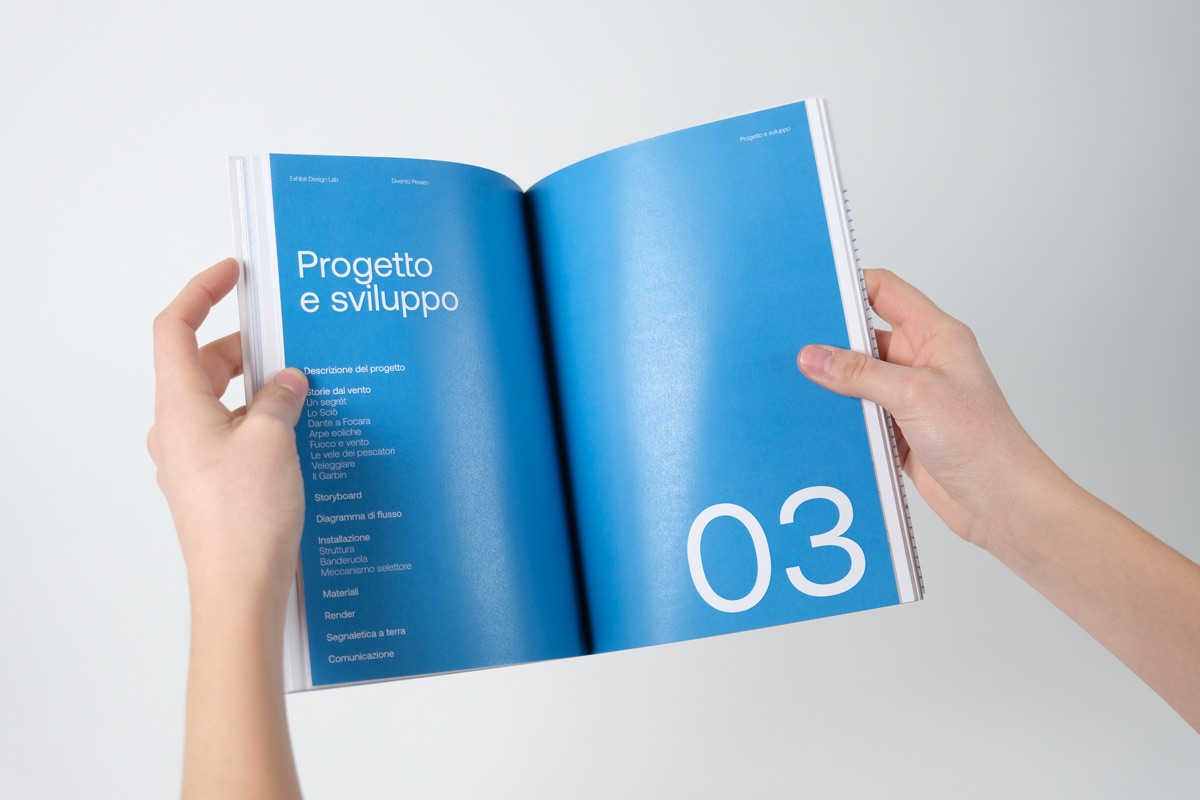 Exhibit Design Lab
Divento Pesaro
Progetto
e sviluppo
Descrizione del progetto
Storie dal vento
Un segrét
Lo Sciò
Dante a Focara
Arpe eoliche
Fuoco e vento
Le vele dei pescatori
Veleggiare
Il Garbin
Storyboard
Diagramma di flusso
Installazione
Struttura
Banderuola
Meccanismo selettore
Materiali
Render
Segnaletica a terra
Comunicazione
Progetto e sviluppo
03